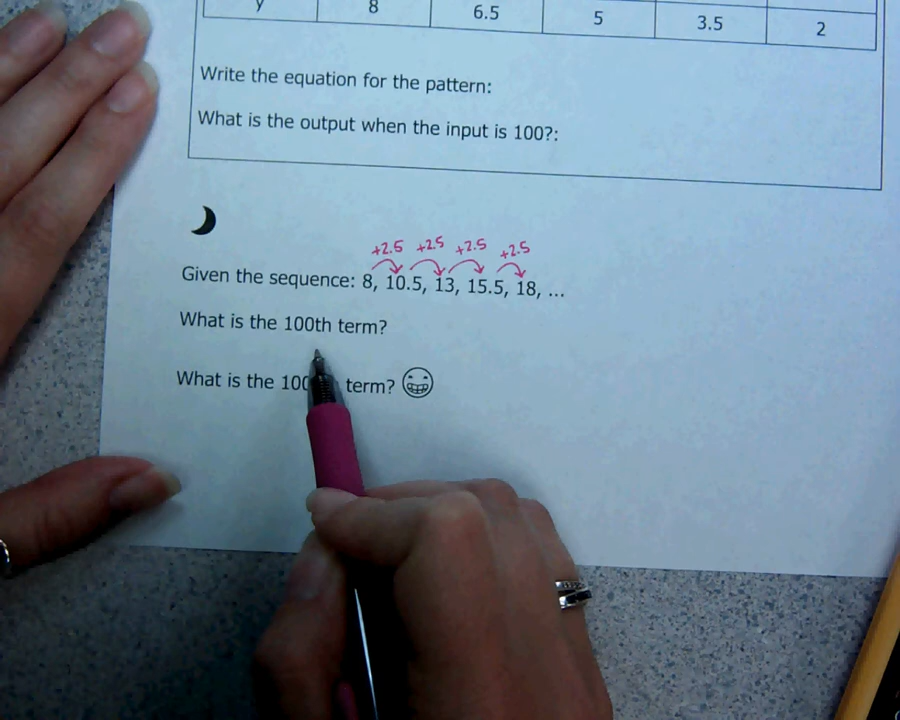 y 8 6.5 5 3.5 2
Write the equation for the pattern:
What is the output when the input is 100?:
+2.5 +2.5 +2.5 +2.5
Given the sequence: 8, 10.5, 13, 15.5, 18, ...
What is the 100th term?
What is the term?